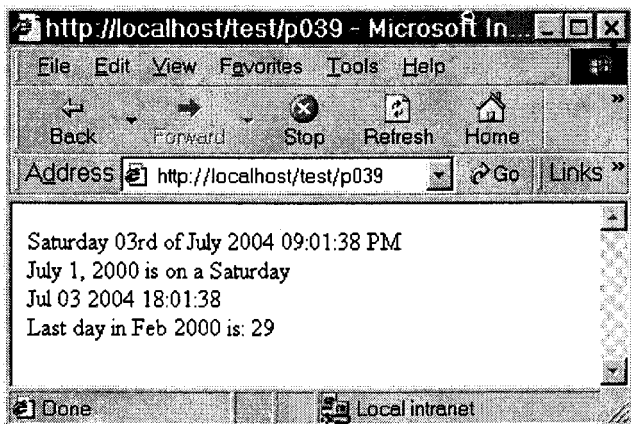 http://localhost/test/p039 - Microsoft In...
File Edit View Favorites Tools Help
Back Forward Stop Refresh Home »
Address http://localhost/test/p039 Go Links »
Saturday 03rd of July 2004 09:01:38 PM
July 1, 2000 is on a Saturday
Jul 03 2004 18:01:38
Last day in Feb 2000 is: 29
Done Local intranet